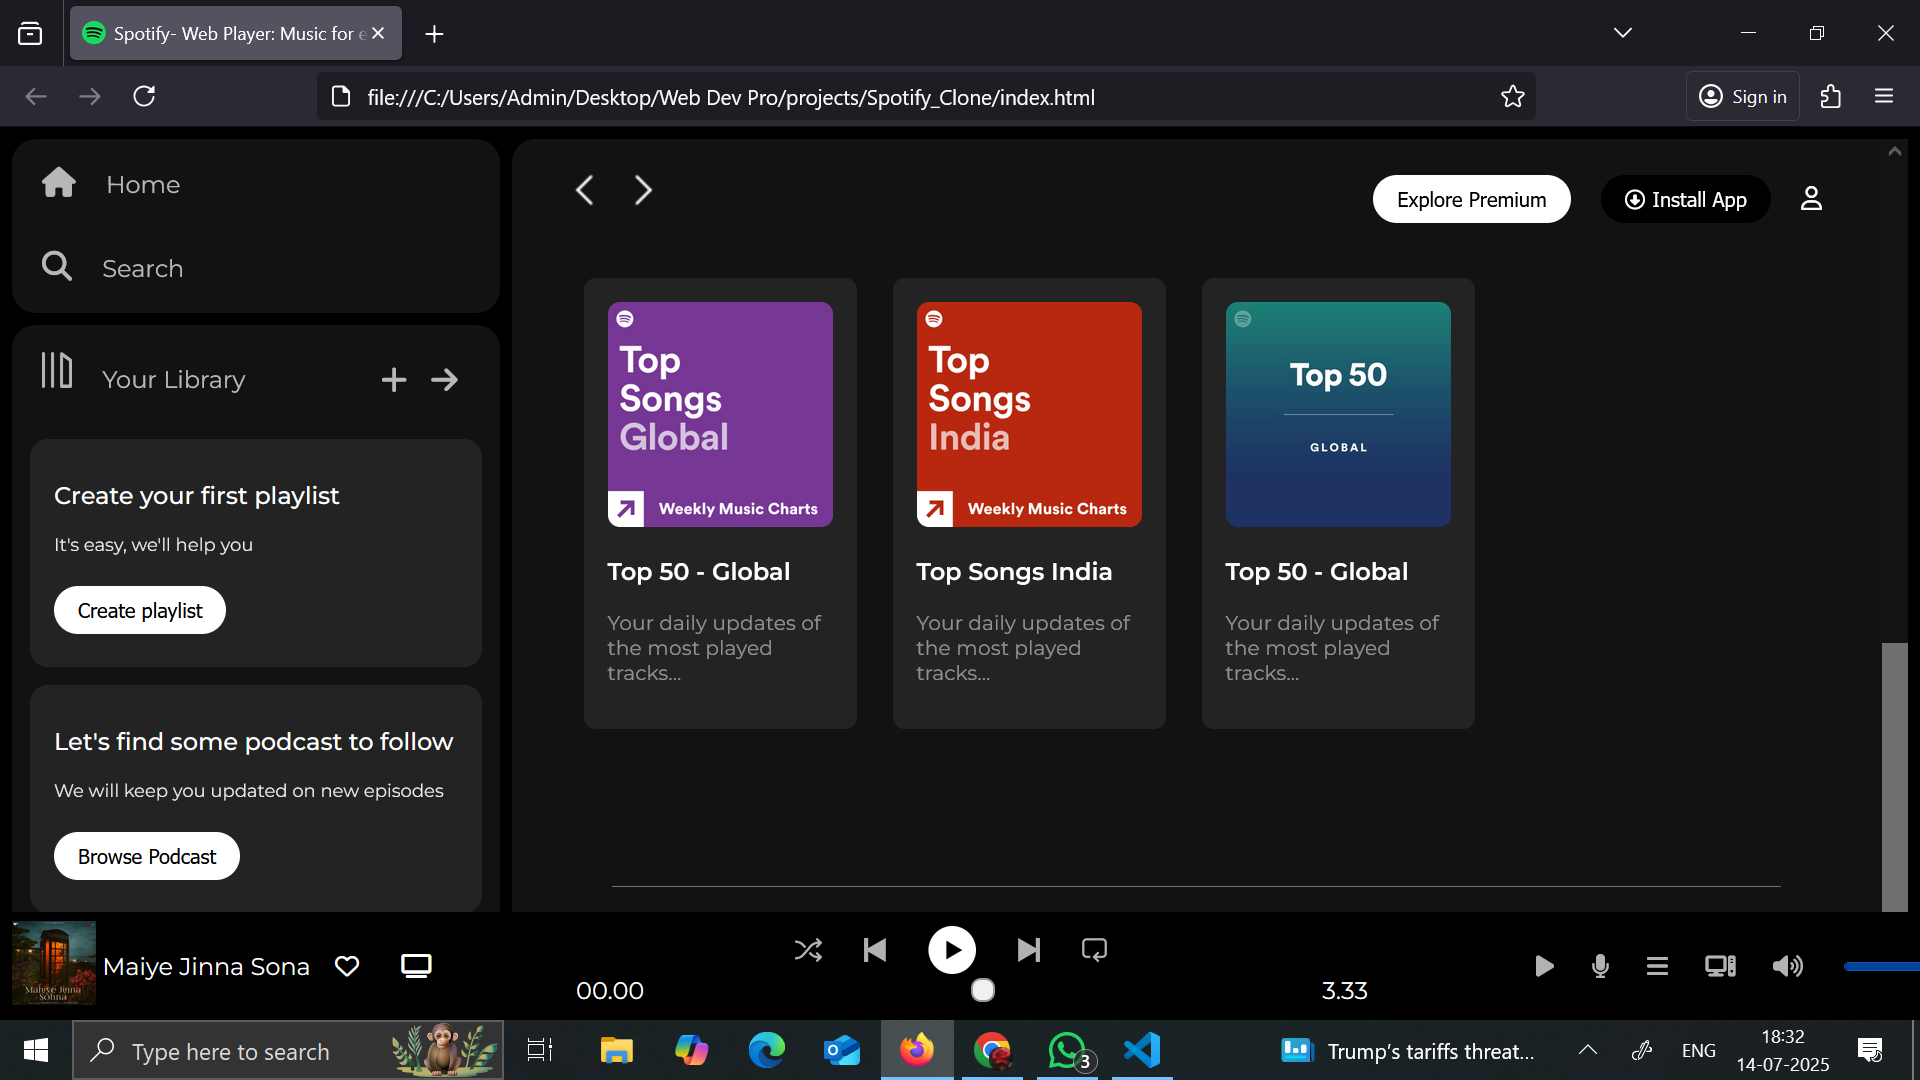 Spotify- Web Player: Music for e
file:///C:/Users/Admin/Desktop/Web Dev Pro/projects/Spotify_Clone/index.html
Sign in
Home
Search
Your Library
Create your first playlist
It's easy, we'll help you
Create playlist
Let's find some podcast to follow
We will keep you updated on new episodes
Browse Podcast
Explore Premium
Install App
Top
Songs
Global
Weekly Music Charts
Top 50 - Global
Your daily updates of
the most played
tracks...
Top
Songs
India
Weekly Music Charts
Top Songs India
Your daily updates of
the most played
tracks...
Top 50
GLOBAL
Top 50 - Global
Your daily updates of
the most played
tracks...
Maiye Jinna Sona
00.00
3.33
Type here to search
3
Trump's tariffs threat...
ENG
18:32
14-07-2025